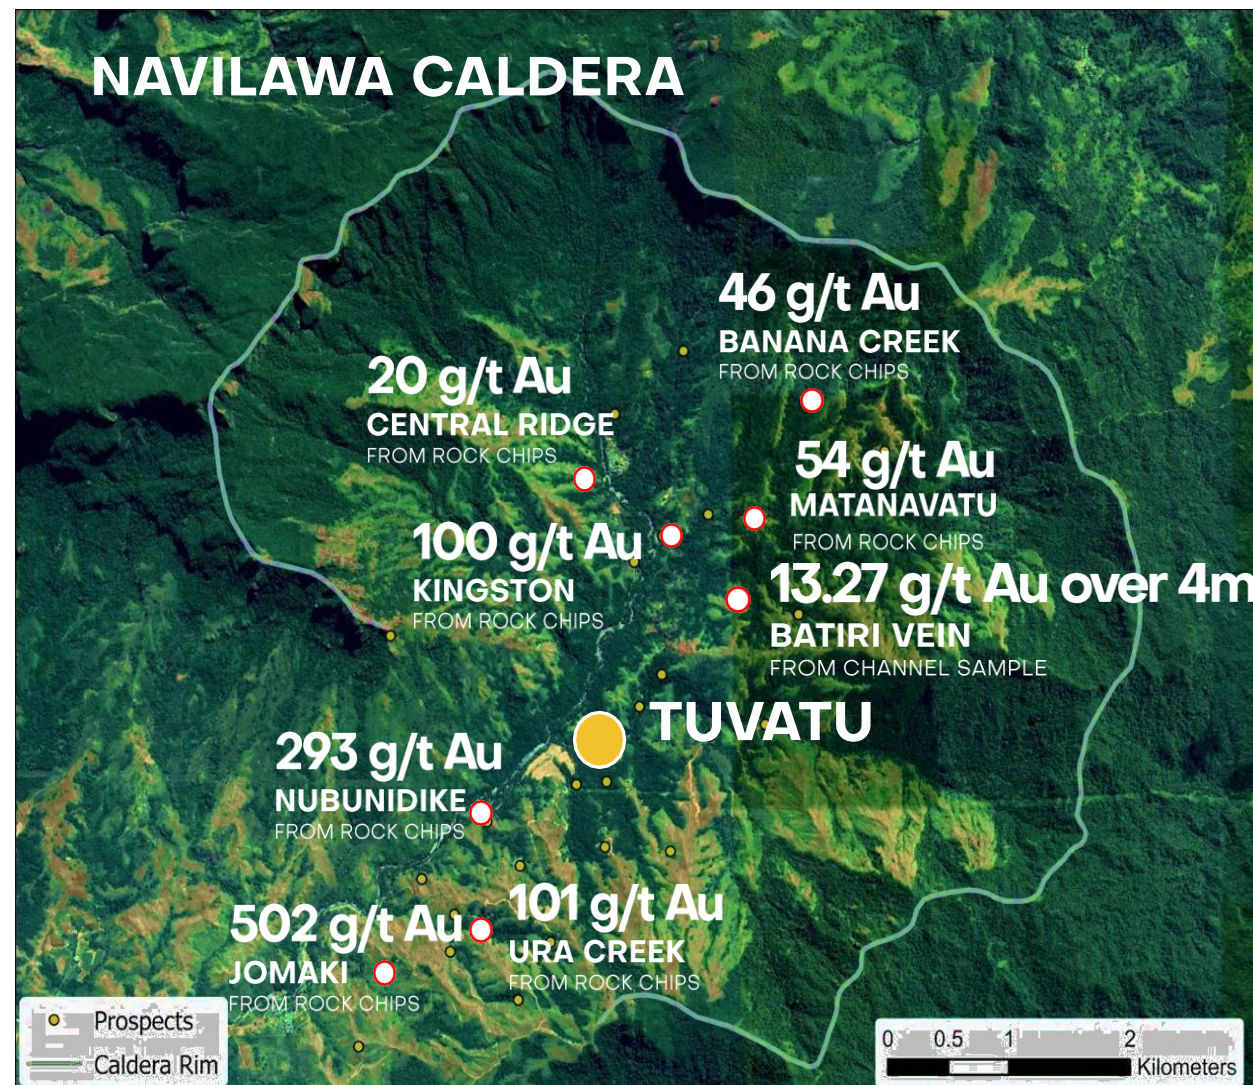 NAVILAWA CALDERA
46 g/t Au
BANANA CREEK
FROM ROCK CHIPS
20 g/t Au
CENTRAL RIDGE
FROM ROCK CHIPS
54 g/t Au
MATANAVATU
FROM ROCK CHIPS
100 g/t Au
KINGSTON
FROM ROCK CHIPS
13.27 g/t Au over 4m
BATIRI VEIN
FROM CHANNEL SAMPLE
TUVATU
293 g/t Au
NUBUNIDIKE
FROM ROCK CHIPS
101 g/t Au
URA CREEK
FROM ROCK CHIPS
502 g/t Au
JOMAKI
FROM ROCK CHIPS
Prospects
Caldera Rim
0 0.5 1 2
Kilometers